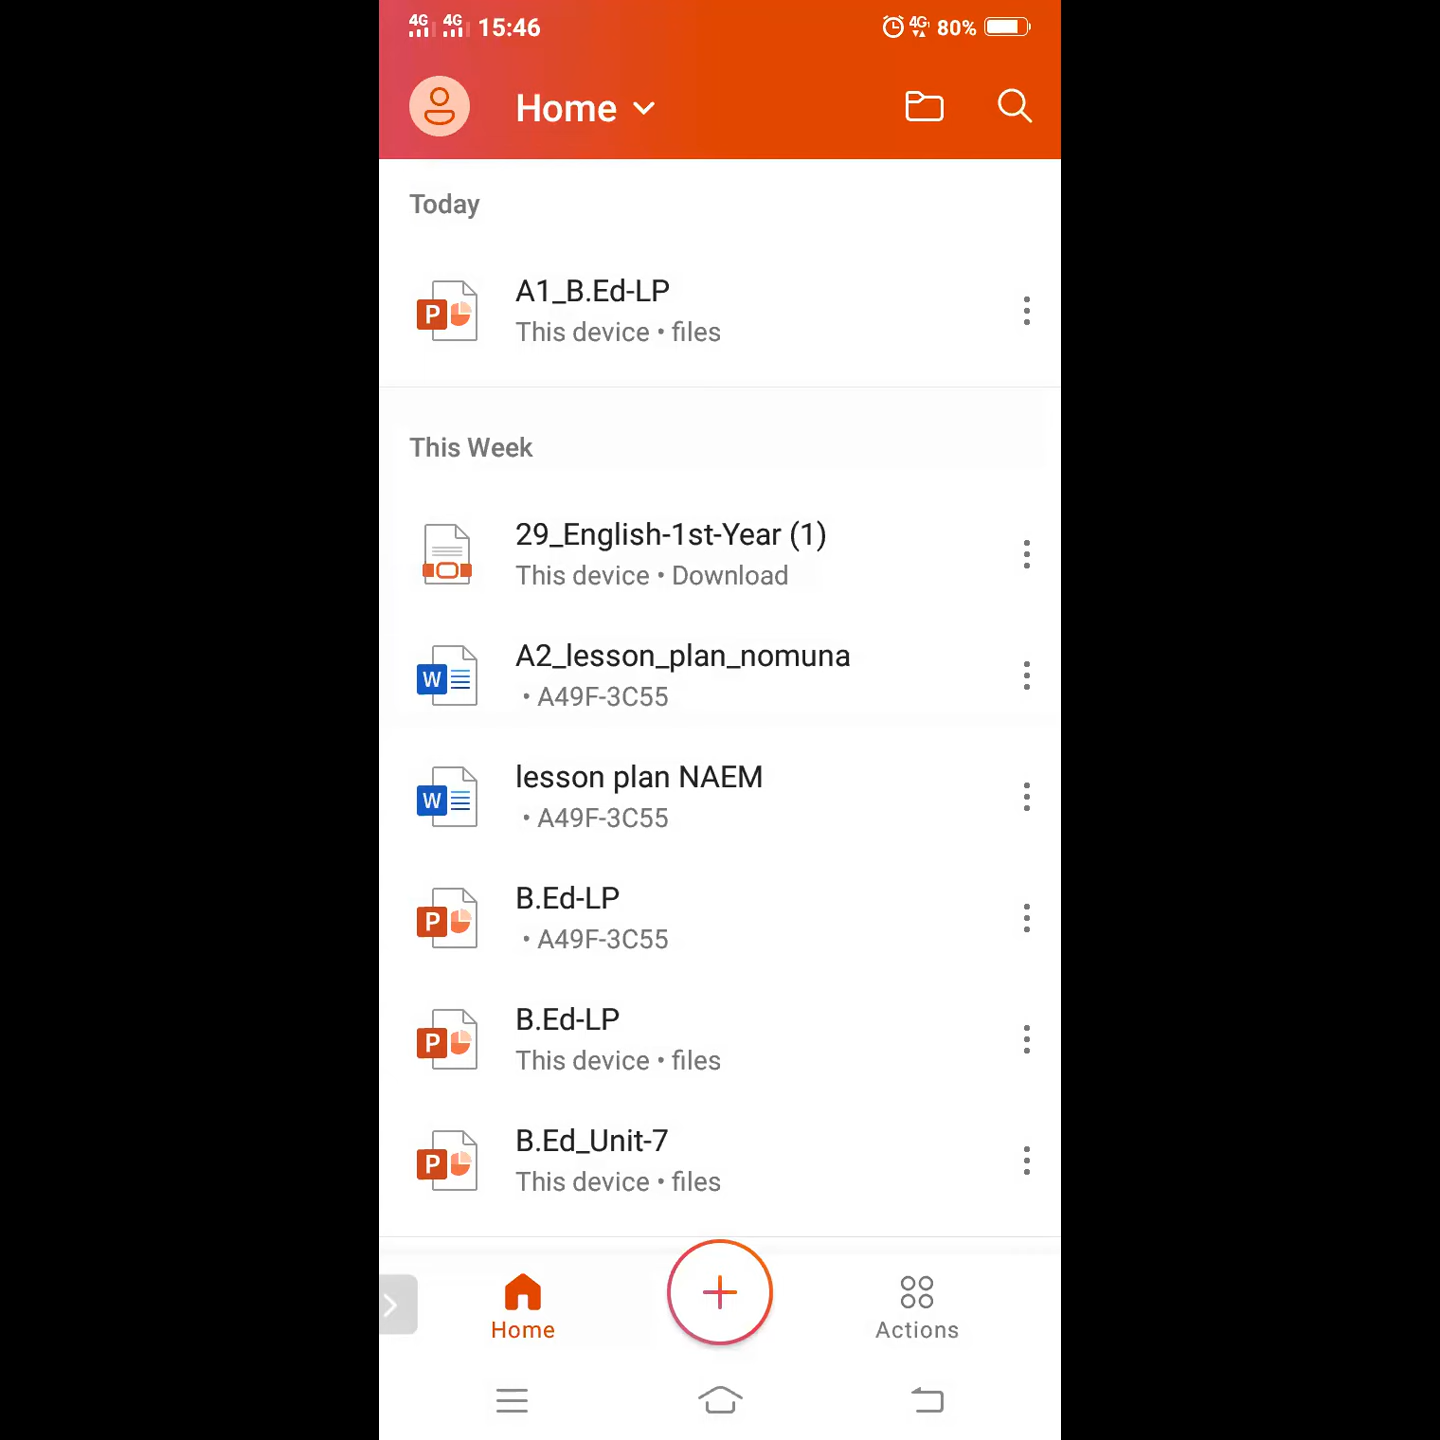 4G 4G 15:46 4G 80%
Home
Today
A1_B.Ed-LP
This device • files
This Week
29_English-1st-Year (1)
This device • Download
W A2_lesson_plan_nomuna
• A49F-3C55
W lesson plan NAEM
• A49F-3C55
P B.Ed-LP
• A49F-3C55
P B.Ed-LP
This device • files
P B.Ed_Unit-7
This device • files
Home
Actions